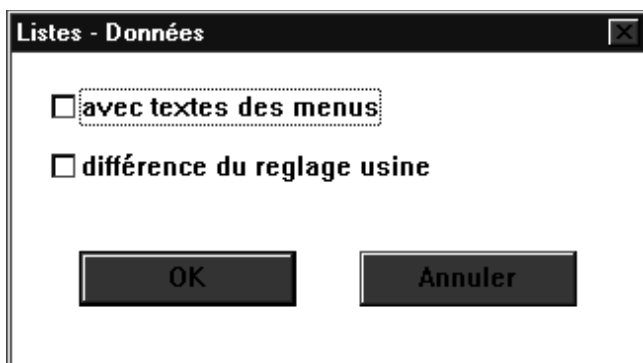 Listes - Données
avec textes des menus
différence du reglage usine
OK Annuler